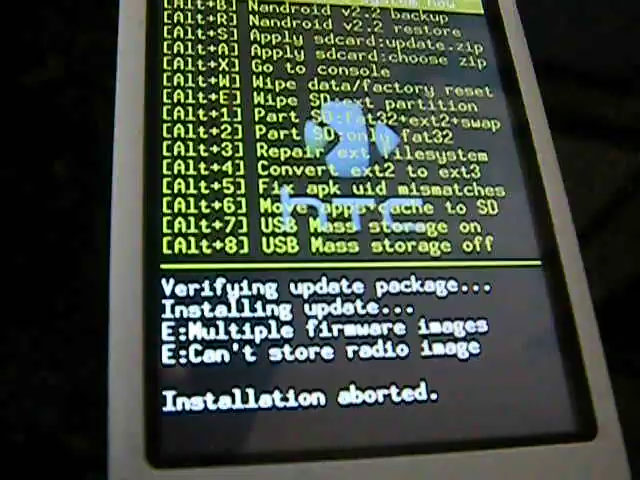 system now
[Alt+B] Nandroid v2.2 backup
[Alt+R] Nandroid v2.2 restore
[Alt+S] Apply sdcard:update.zip
[Alt+A] Apply sdcard:choose zip
[Alt+X] Go to console
[Alt+W] Wipe data/factory reset
[Alt+E] Wipe SD:ext partition
[Alt+1] Part SD:fat32+ext2+swap
[Alt+2] Part SD:only fat32
[Alt+3] Repair ext filesystem
[Alt+4] Convert ext2 to ext3
[Alt+5] Fix apk uid mismatches
[Alt+6] Move apps+cache to SD
hTC
[Alt+7] USB Mass storage on
[Alt+8] USB Mass storage off
Verifying update package...
Installing update...
E:Multiple firmware images
E:Can't store radio image
Installation aborted.